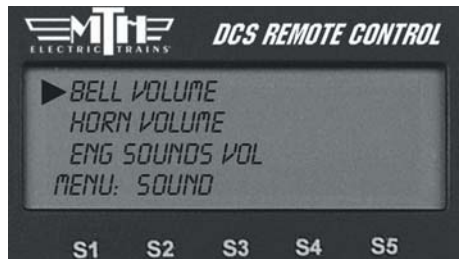 MTH DCS REMOTE CONTROL
ELECTRIC TRAINS
BELL VOLUME
HORN VOLUME
ENG SOUNDS VOL
MENU: SOUND
S1 S2 S3 S4 S5